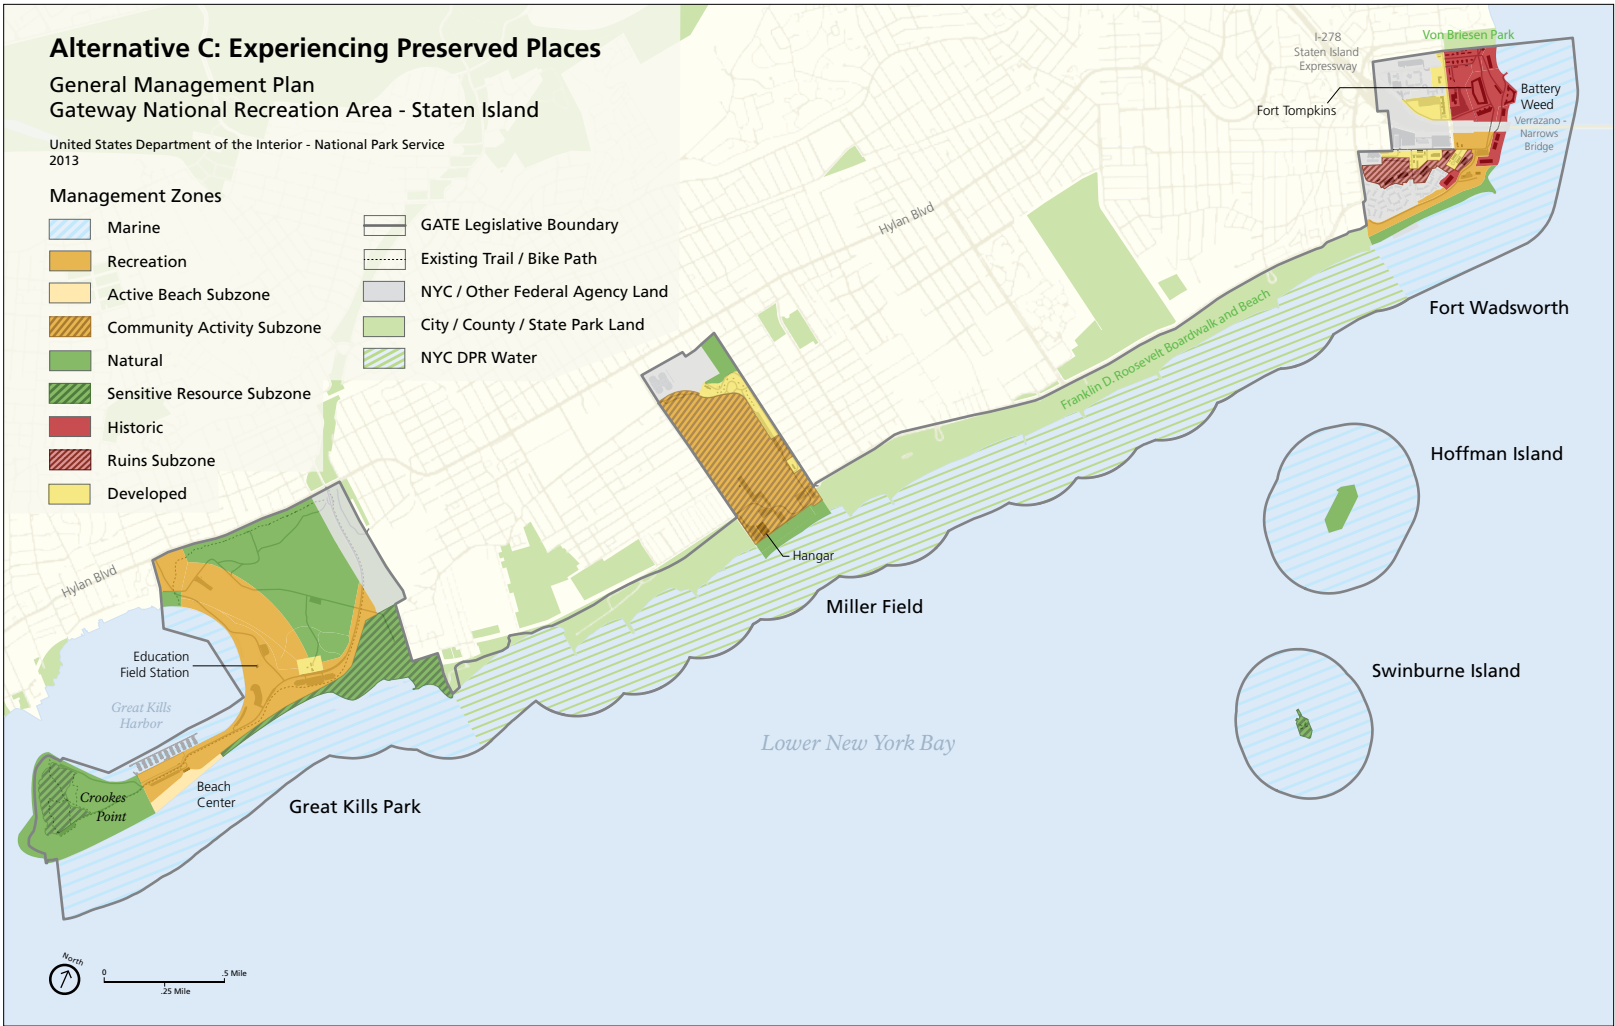 Alternative C: Experiencing Preserved Places
General Management Plan
Gateway National Recreation Area - Staten Island
United States Department of the Interior - National Park Service
2013
Management Zones
Marine
Recreation
Active Beach Subzone
Community Activity Subzone
Natural
Sensitive Resource Subzone
Historic
Ruins Subzone
Developed
GATE Legislative Boundary
Existing Trail / Bike Path
NYC / Other Federal Agency Land
City / County / State Park Land
NYC DPR Water
I-278
Staten Island
Expressway
Von Briesen Park
Fort Tompkins
Battery
Weed
Verrazano -
Narrows
Bridge
Hylan Blvd
Franklin D. Roosevelt Boardwalk and Beach
Fort Wadsworth
Hoffman Island
Hangar
Miller Field
Hylan Blvd
Education
Field Station
Swinburne Island
Great Kills
Harbor
Lower New York Bay
Beach
Center
Crookes
Point
Great Kills Park
North
0
.5 Mile
.25 Mile